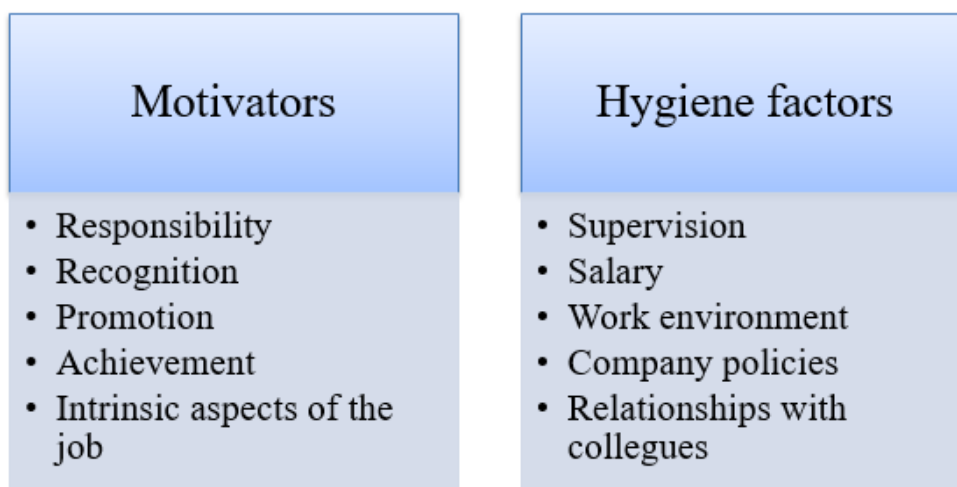 Motivators
• Responsibility
• Recognition
• Promotion
• Achievement
• Intrinsic aspects of the
job
Hygiene factors
• Supervision
• Salary
• Work environment
• Company policies
• Relationships with
collegues